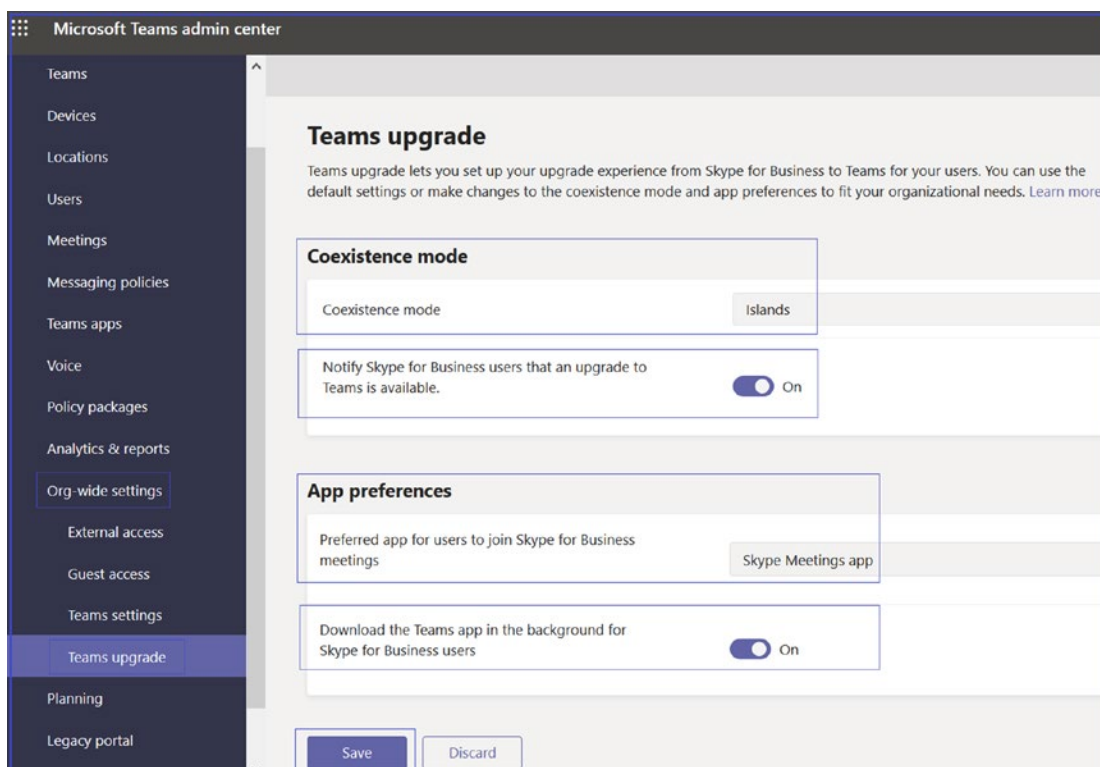 Microsoft Teams admin center
Teams
Devices
Locations
Users
Meetings
Messaging policies
Teams apps
Voice
Policy packages
Analytics & reports
Org-wide settings
External access
Guest access
Teams settings
Teams upgrade
Planning
Legacy portal
Teams upgrade
Teams upgrade lets you set up your upgrade experience from Skype for Business to Teams for your users. You can use the
default settings or make changes to the coexistence mode and app preferences to fit your organizational needs. Learn more
Coexistence mode
Coexistence mode
Islands
Notify Skype for Business users that an upgrade to
Teams is available.
On
App preferences
Preferred app for users to join Skype for Business
meetings
Skype Meetings app
Download the Teams app in the background for
Skype for Business users
On
Save
Discard